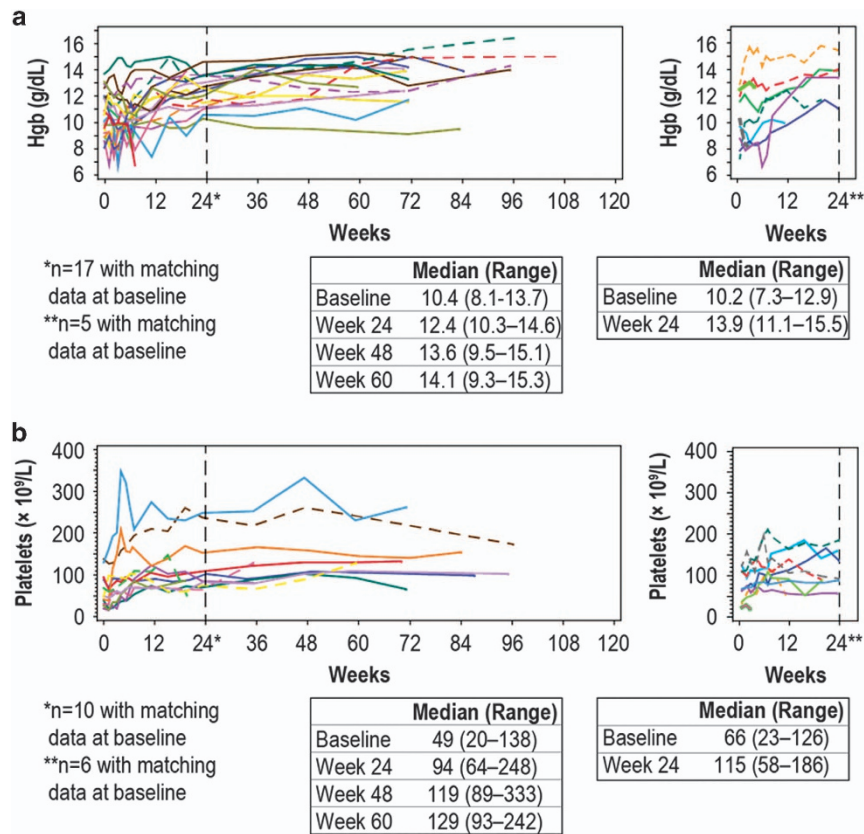 a
16
14
12
10
8
6
Hgb (g/dL)
0 12 24* 36 48 60 72 84 96 108 120
Weeks
16
14
12
10
8
6
Hgb (g/dL)
0 12 24**
Weeks
*n=17 with matching
data at baseline
**n=5 with matching
data at baseline
Median (Range)
Baseline 10.4 (8.1-13.7)
Week 24 12.4 (10.3–14.6)
Week 48 13.6 (9.5–15.1)
Week 60 14.1 (9.3–15.3)
Median (Range)
Baseline 10.2 (7.3–12.9)
Week 24 13.9 (11.1–15.5)
b
400
300
200
100
0
Platelets (× 10⁹/L)
0 12 24* 36 48 60 72 84 96 108 120
Weeks
400
300
200
100
0
Platelets (× 10⁹/L)
0 12 24**
Weeks
*n=10 with matching
data at baseline
**n=6 with matching
data at baseline
Median (Range)
Baseline 49 (20–138)
Week 24 94 (64–248)
Week 48 119 (89–333)
Week 60 129 (93–242)
Median (Range)
Baseline 66 (23–126)
Week 24 115 (58–186)